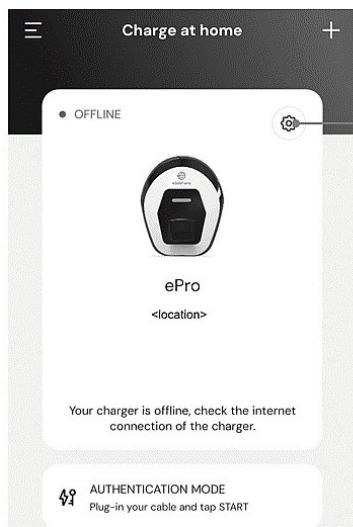 Charge at home
OFFLINE
ePro
<location>
Your charger is offline, check the internet
connection of the charger.
AUTHENTICATION MODE
Plug-in your cable and tap START